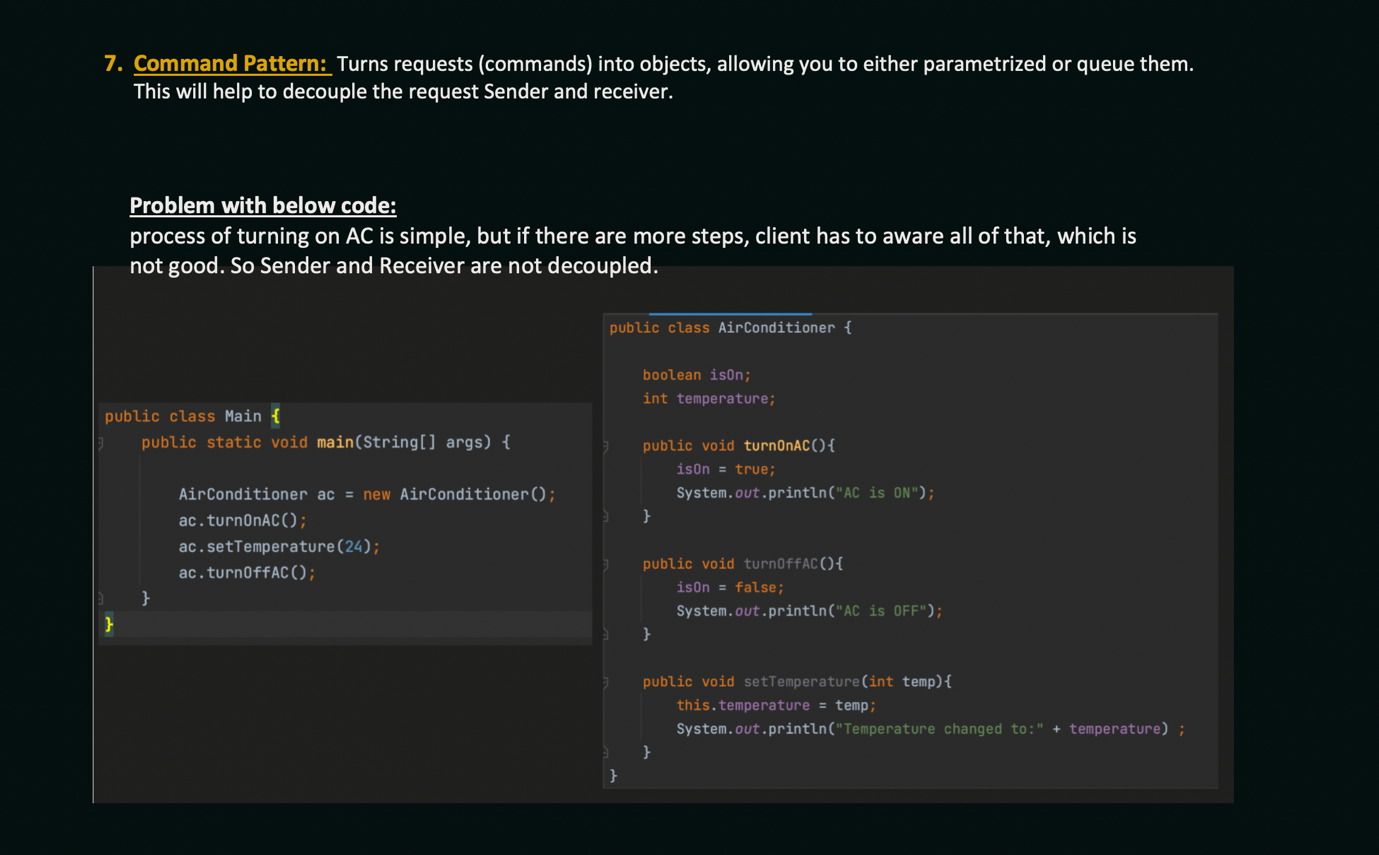 7. Command Pattern: Turns requests (commands) into objects, allowing you to either parametrized or queue them.
This will help to decouple the request Sender and receiver.
Problem with below code:
process of turning on AC is simple, but if there are more steps, client has to aware all of that, which is
not good. So Sender and Receiver are not decoupled.
public class Main {
public static void main(String[] args) {
AirConditioner ac = new AirConditioner();
ac.turnOnAC();
ac.setTemperature(24);
ac.turnOffAC();
}
}
public class AirConditioner {
boolean isOn;
int temperature;
public void turnOnAC(){
isOn = true;
System.out.println("AC is ON");
}
public void turnOffAC(){
isOn = false;
System.out.println("AC is OFF");
}
public void setTemperature(int temp){
this.temperature = temp;
System.out.println("Temperature changed to:" + temperature) ;
}
}